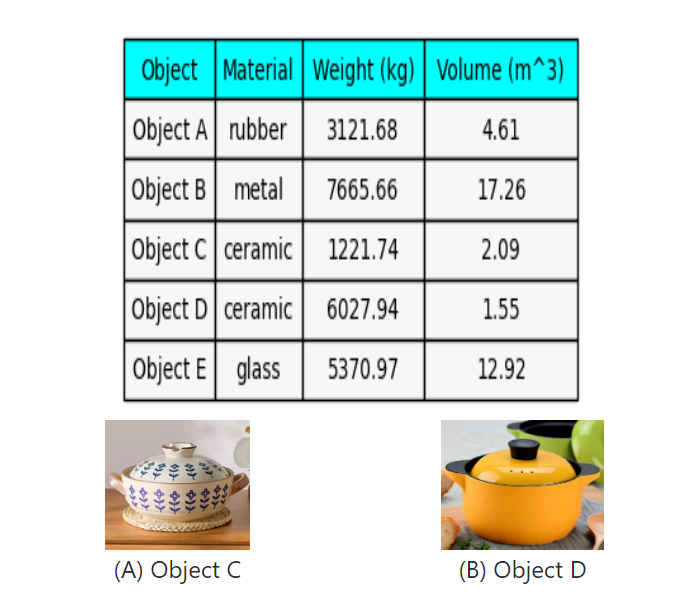 Object Material Weight (kg) Volume (m^3)
Object A rubber 3121.68 4.61
Object B metal 7665.66 17.26
Object C ceramic 1221.74 2.09
Object D ceramic 6027.94 1.55
Object E glass 5370.97 12.92
(A) Object C (B) Object D